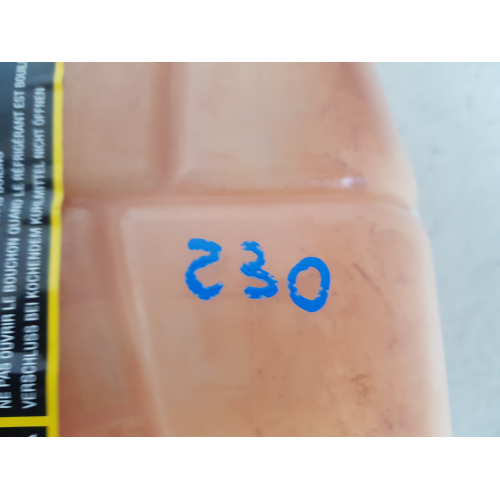 230
NE PAS OUVRIR LE BOUCHON QUAND LE RÉFRIGÉRANT EST
VERSCHLUSS BEI KOCHENDEM KÜHLMITTEL NICHT ÖFFNEN